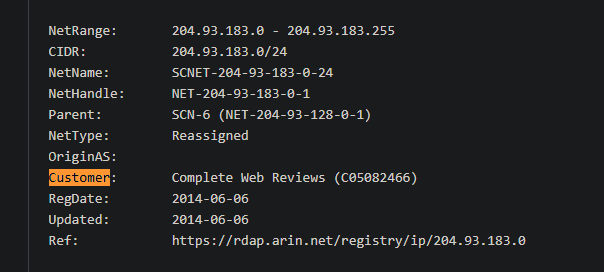 NetRange: 204.93.183.0 - 204.93.183.255
CIDR: 204.93.183.0/24
NetName: SCNET-204-93-183-0-24
NetHandle: NET-204-93-183-0-1
Parent: SCN-6 (NET-204-93-128-0-1)
NetType: Reassigned
OriginAS:
Customer: Complete Web Reviews (C05082466)
RegDate: 2014-06-06
Updated: 2014-06-06
Ref: https://rdap.arin.net/registry/ip/204.93.183.0